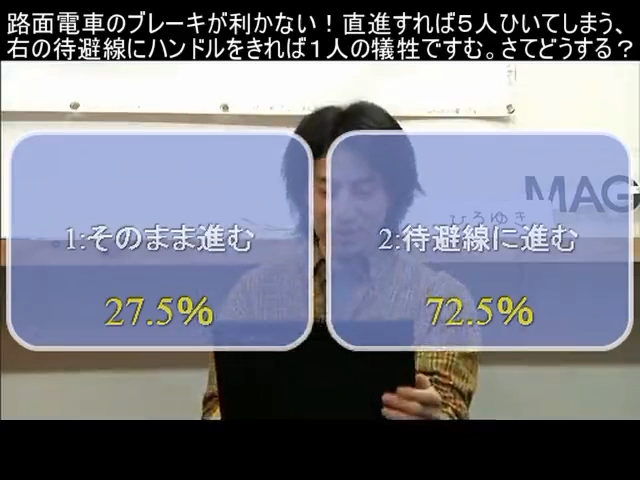 路面電車のブレーキが利かない！直進すれば５人ひいてしまう、
右の待避線にハンドルをきれば１人の犠牲ですむ。さてどうする？
MAG
ひろゆき
1:そのまま進む
2:待避線に進む
27.5%
72.5%